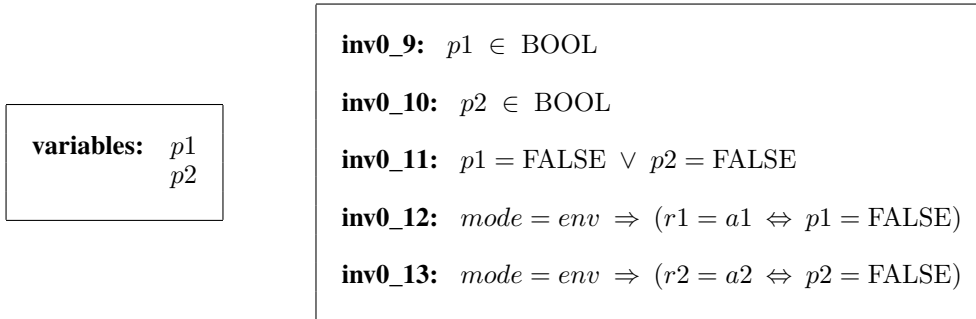 variables: p1
p2
inv0_9: p1 ∈ BOOL
inv0_10: p2 ∈ BOOL
inv0_11: p1 = FALSE ∨ p2 = FALSE
inv0_12: mode = env ⇒ (r1 = a1 ⇔ p1 = FALSE)
inv0_13: mode = env ⇒ (r2 = a2 ⇔ p2 = FALSE)